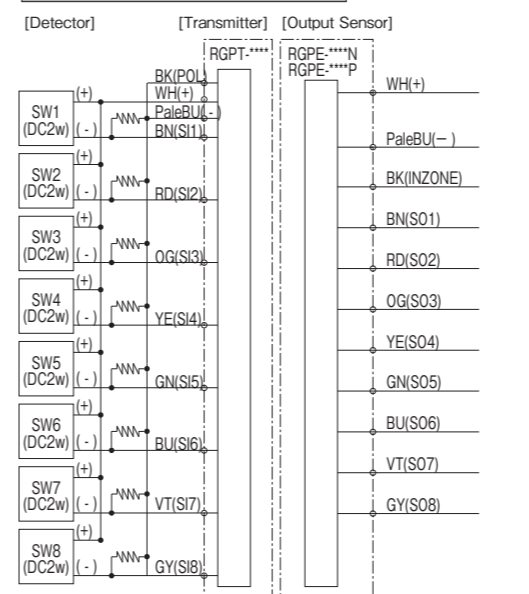 [Detector] [Transmitter] [Output Sensor]
RGPT-****
RGPE-****N
RGPE-****P
BK(POL)
WH(+)
PaleBU(-)
BN(SI1)
SW1
(DC2w)
(+)
(-)
SW2
(DC2w)
(+)
(-)
RD(SI2)
SW3
(DC2w)
(+)
(-)
OG(SI3)
SW4
(DC2w)
(+)
(-)
YE(SI4)
SW5
(DC2w)
(+)
(-)
GN(SI5)
SW6
(DC2w)
(+)
(-)
BU(SI6)
SW7
(DC2w)
(+)
(-)
VT(SI7)
SW8
(DC2w)
(+)
(-)
GY(SI8)
WH(+)
PaleBU(−)
BK(INZONE)
BN(SO1)
RD(SO2)
OG(SO3)
YE(SO4)
GN(SO5)
BU(SO6)
VT(SO7)
GY(SO8)